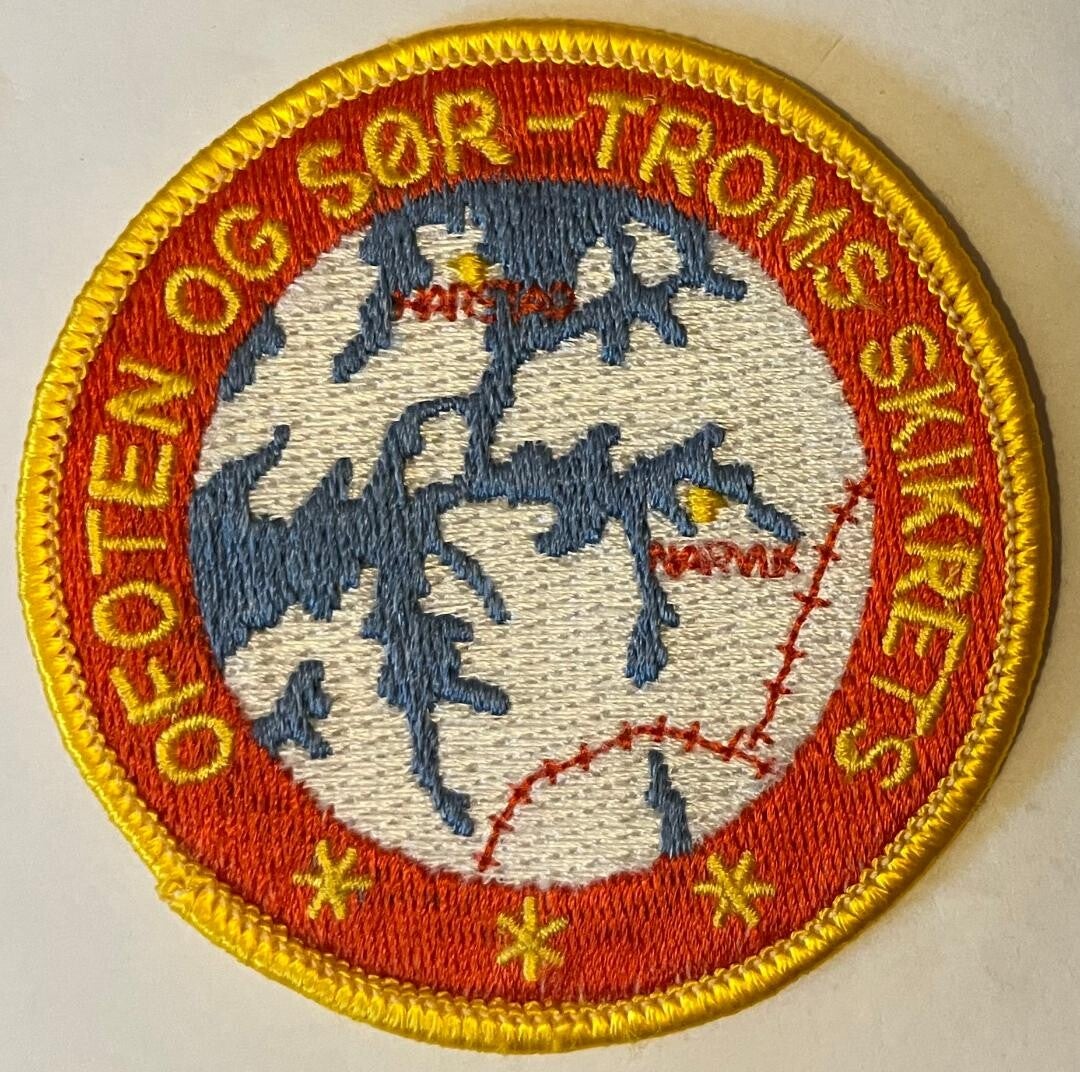 OFOTEN OG SØR-TROMS SKIKRETS
HARSTAD
NARVIK